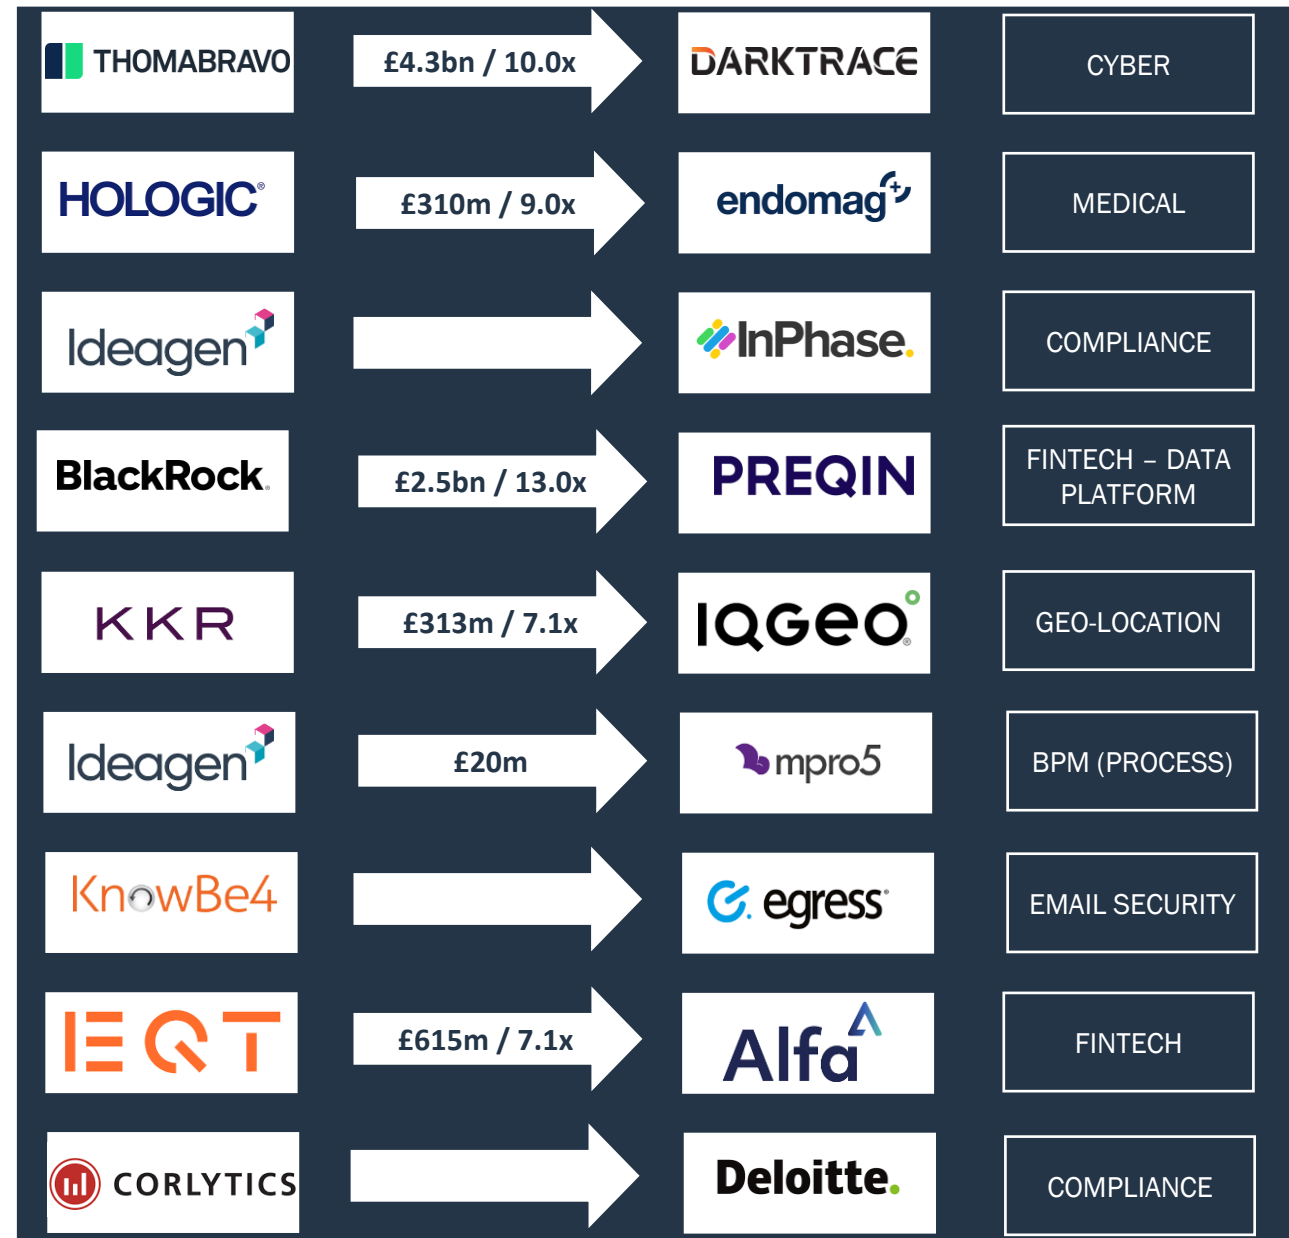 THOMABRAVO £4.3bn / 10.0x DARKTRACE CYBER
HOLOGIC® £310m / 9.0x endomag+ MEDICAL
Ideagen InPhase. COMPLIANCE
BlackRock® £2.5bn / 13.0x PREQIN FINTECH – DATA
PLATFORM
KKR £313m / 7.1x IQGeo® GEO-LOCATION
Ideagen £20m mpro5 BPM (PROCESS)
KnowBe4 egress® EMAIL SECURITY
EQT £615m / 7.1x Alfa FINTECH
CORLYTICS Deloitte. COMPLIANCE